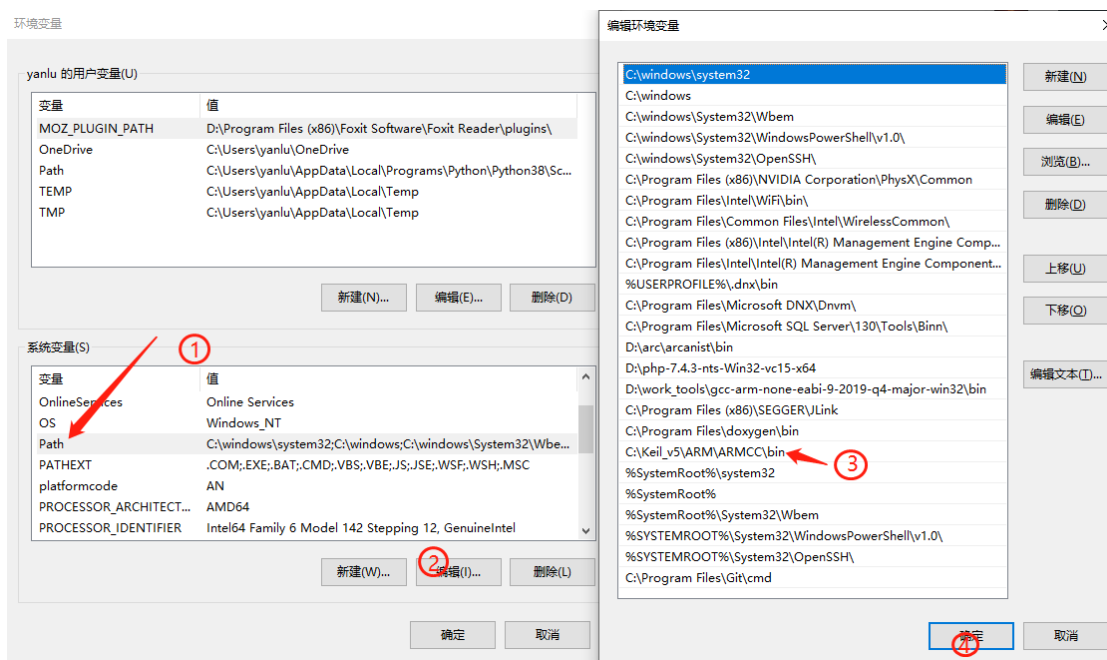 环境变量
yanlu 的用户变量(U)
变量 值
MOZ_PLUGIN_PATH D:\Program Files (x86)\Foxit Software\Foxit Reader\plugins\
OneDrive C:\Users\yanlu\OneDrive
Path C:\Users\yanlu\AppData\Local\Programs\Python\Python38\Sc...
TEMP C:\Users\yanlu\AppData\Local\Temp
TMP C:\Users\yanlu\AppData\Local\Temp
新建(N)... 编辑(E)... 删除(D)
系统变量(S)
①
变量 值
OnlineServices Online Services
OS Windows_NT
Path C:\windows\system32;C:\windows;C:\windows\System32\Wbe...
PATHEXT .COM;.EXE;.BAT;.CMD;.VBS;.VBE;.JS;.JSE;.WSF;.WSH;.MSC
platformcode AN
PROCESSOR_ARCHITECT... AMD64
PROCESSOR_IDENTIFIER Intel64 Family 6 Model 142 Stepping 12, GenuineIntel
②
新建(W)... 编辑(I)... 删除(L)
确定 取消
编辑环境变量
C:\windows\system32
C:\windows
C:\windows\System32\Wbem
C:\windows\System32\WindowsPowerShell\v1.0\
C:\windows\System32\OpenSSH\
C:\Program Files (x86)\NVIDIA Corporation\PhysX\Common
C:\Program Files\Intel\WiFi\bin\
C:\Program Files\Common Files\Intel\WirelessCommon\
C:\Program Files (x86)\Intel\Intel(R) Management Engine Comp...
C:\Program Files\Intel\Intel(R) Management Engine Component...
%USERPROFILE%\.dnx\bin
C:\Program Files\Microsoft DNX\Dnvm\
C:\Program Files\Microsoft SQL Server\130\Tools\Binn\
D:\arc\arcanist\bin
D:\php-7.4.3-nts-Win32-vc15-x64
D:\work_tools\gcc-arm-none-eabi-9-2019-q4-major-win32\bin
C:\Program Files (x86)\SEGGER\JLink
C:\Program Files\doxygen\bin
C:\Keil_v5\ARM\ARMCC\bin
③
%SystemRoot%\system32
%SystemRoot%
%SystemRoot%\System32\Wbem
%SYSTEMROOT%\System32\WindowsPowerShell\v1.0\
%SYSTEMROOT%\System32\OpenSSH\
C:\Program Files\Git\cmd
新建(N)
编辑(E)
浏览(B)...
删除(D)
上移(U)
下移(O)
编辑文本(T)...
确定 取消
④